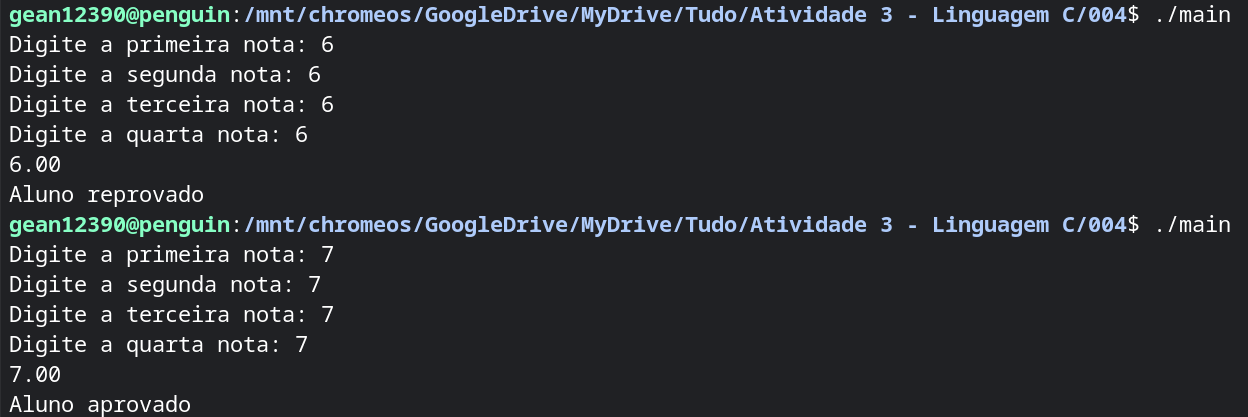 gean12390@penguin:/mnt/chromeos/GoogleDrive/MyDrive/Tudo/Atividade 3 - Linguagem C/004$ ./main
Digite a primeira nota: 6
Digite a segunda nota: 6
Digite a terceira nota: 6
Digite a quarta nota: 6
6.00
Aluno reprovado
gean12390@penguin:/mnt/chromeos/GoogleDrive/MyDrive/Tudo/Atividade 3 - Linguagem C/004$ ./main
Digite a primeira nota: 7
Digite a segunda nota: 7
Digite a terceira nota: 7
Digite a quarta nota: 7
7.00
Aluno aprovado